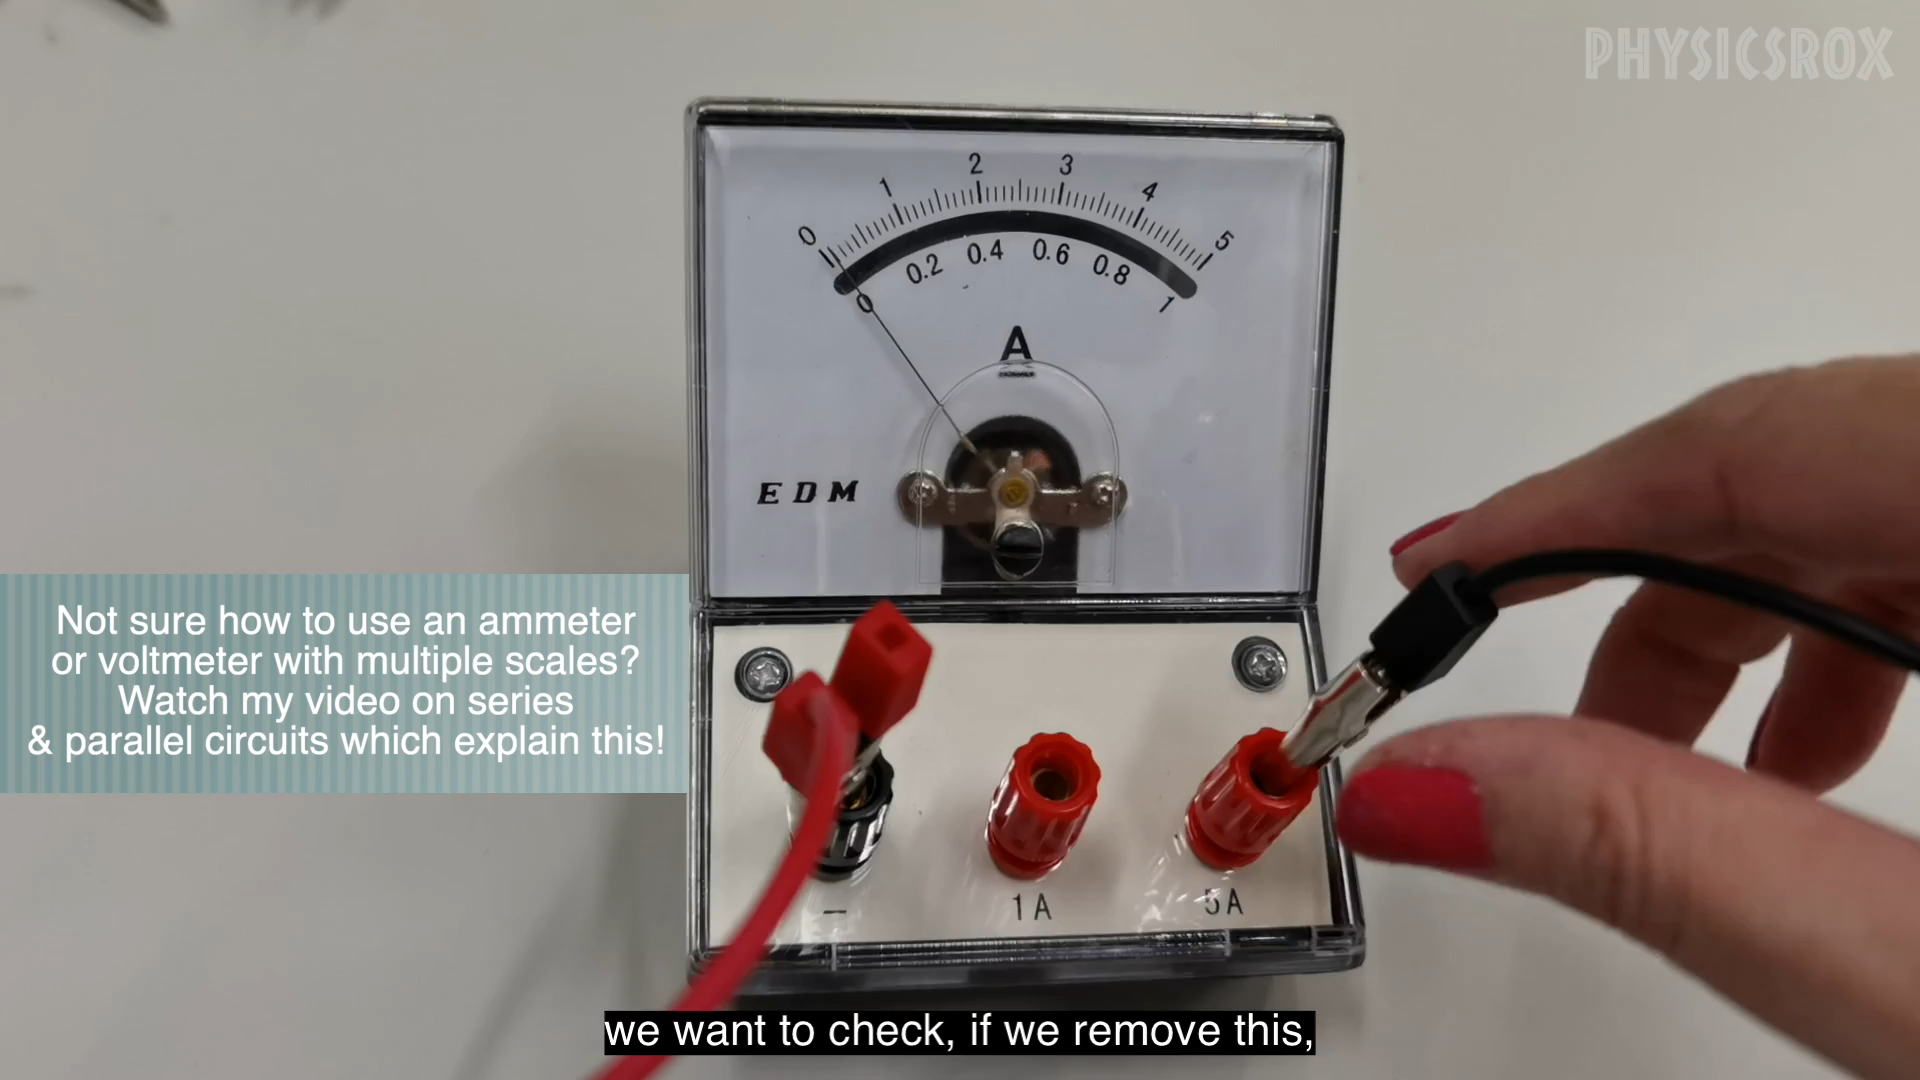 PHYSICSROX
0 1 2 3 4 5
0 0.2 0.4 0.6 0.8 1
A
EDM
Not sure how to use an ammeter
or voltmeter with multiple scales?
Watch my video on series
& parallel circuits which explain this!
– 1A 5A
we want to check, if we remove this,